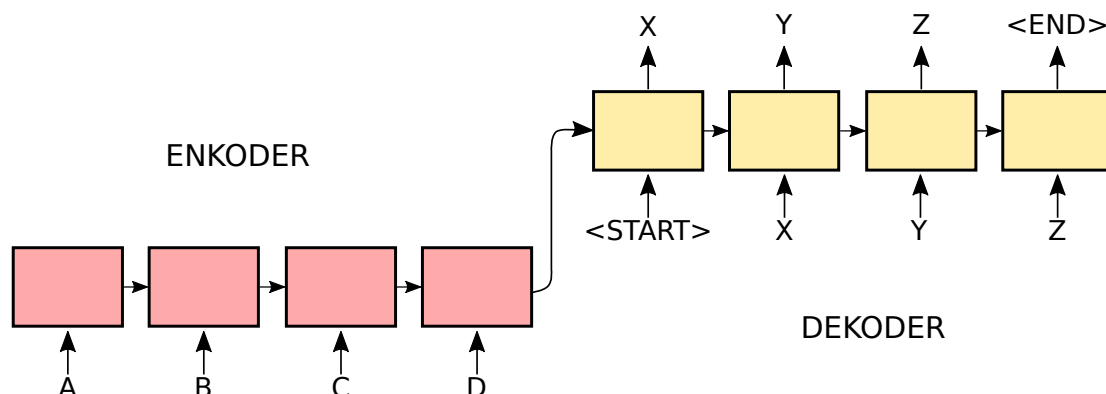 X Y Z <END>
ENKODER
<START> X Y Z
DEKODER
A B C D